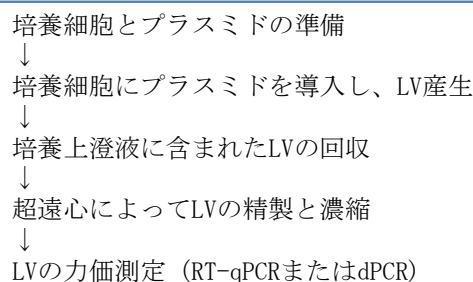 培養細胞とプラスミドの準備
↓
培養細胞にプラスミドを導入し、LV産生
↓
培養上澄液に含まれたLVの回収
↓
超遠心によってLVの精製と濃縮
↓
LVの力価測定（RT-qPCRまたはdPCR）